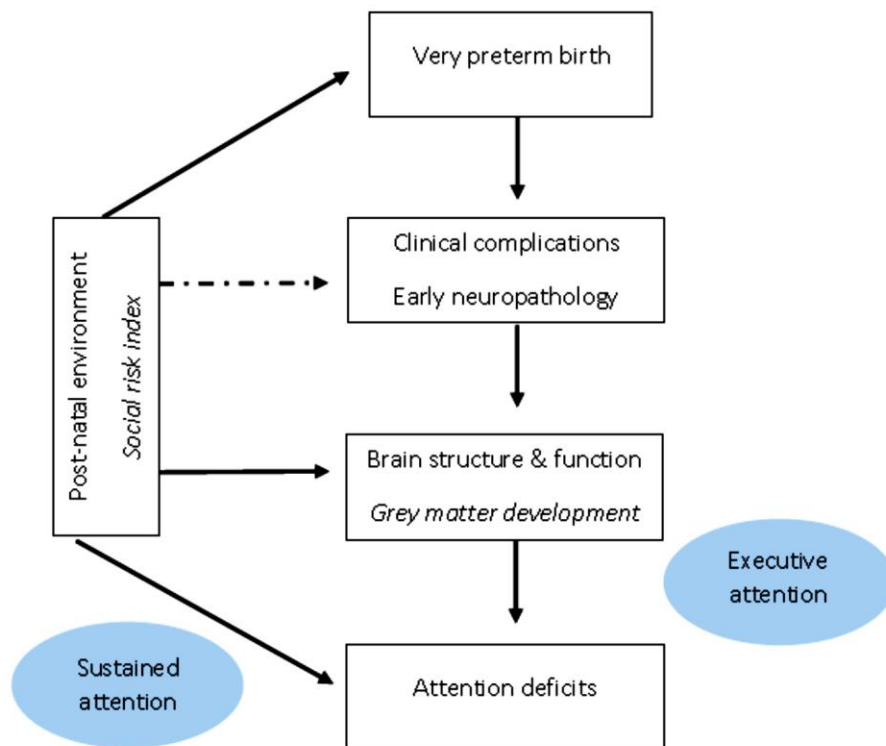 Very preterm birth
Clinical complications
Early neuropathology
Post-natal environment
Social risk index
Brain structure & function
Grey matter development
Executive
attention
Sustained
attention
Attention deficits